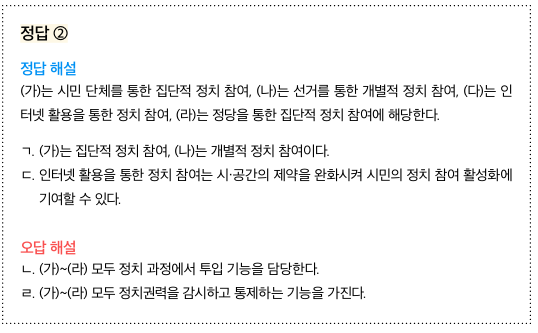 정답 ②
정답 해설
(가)는 시민 단체를 통한 집단적 정치 참여, (나)는 선거를 통한 개별적 정치 참여, (다)는 인
터넷 활용을 통한 정치 참여, (라)는 정당을 통한 집단적 정치 참여에 해당한다.
ㄱ. (가)는 집단적 정치 참여, (나)는 개별적 정치 참여이다.
ㄷ. 인터넷 활용을 통한 정치 참여는 시·공간의 제약을 완화시켜 시민의 정치 참여 활성화에
기여할 수 있다.
오답 해설
ㄴ. (가)~(라) 모두 정치 과정에서 투입 기능을 담당한다.
ㄹ. (가)~(라) 모두 정치권력을 감시하고 통제하는 기능을 가진다.